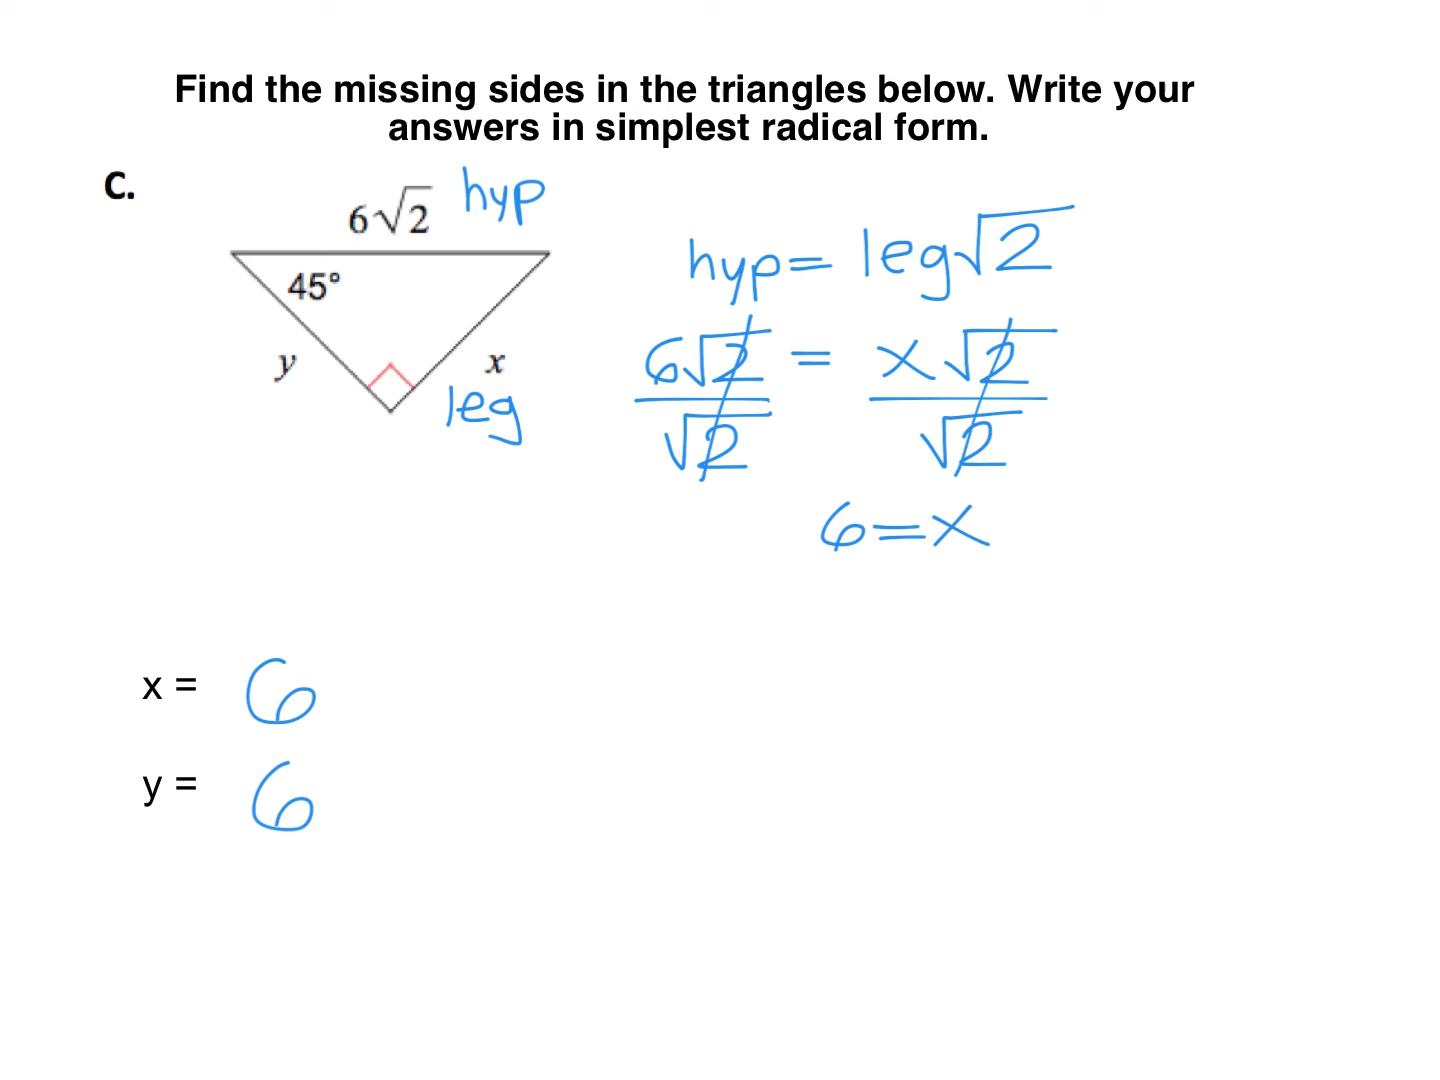 Find the missing sides in the triangles below. Write your
answers in simplest radical form.
C.
6√2 hyp
45°
y
x
leg
hyp = leg√2
6√2 = x√2
√2 √2
6 = x
x = 6
y = 6